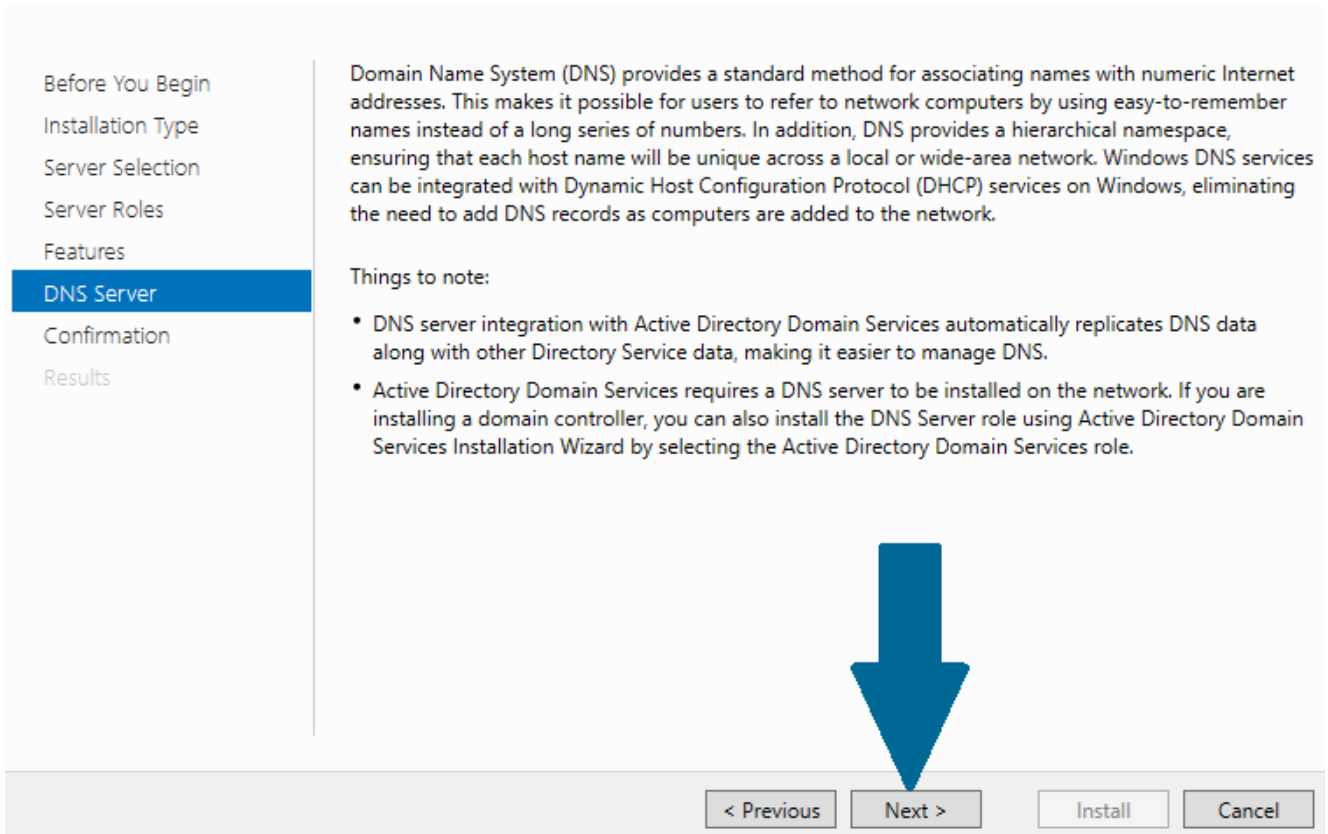 Before You Begin
Installation Type
Server Selection
Server Roles
Features
DNS Server
Confirmation
Results
Domain Name System (DNS) provides a standard method for associating names with numeric Internet
addresses. This makes it possible for users to refer to network computers by using easy-to-remember
names instead of a long series of numbers. In addition, DNS provides a hierarchical namespace,
ensuring that each host name will be unique across a local or wide-area network. Windows DNS services
can be integrated with Dynamic Host Configuration Protocol (DHCP) services on Windows, eliminating
the need to add DNS records as computers are added to the network.
Things to note:
• DNS server integration with Active Directory Domain Services automatically replicates DNS data
along with other Directory Service data, making it easier to manage DNS.
• Active Directory Domain Services requires a DNS server to be installed on the network. If you are
installing a domain controller, you can also install the DNS Server role using Active Directory Domain
Services Installation Wizard by selecting the Active Directory Domain Services role.
< Previous
Next >
Install
Cancel